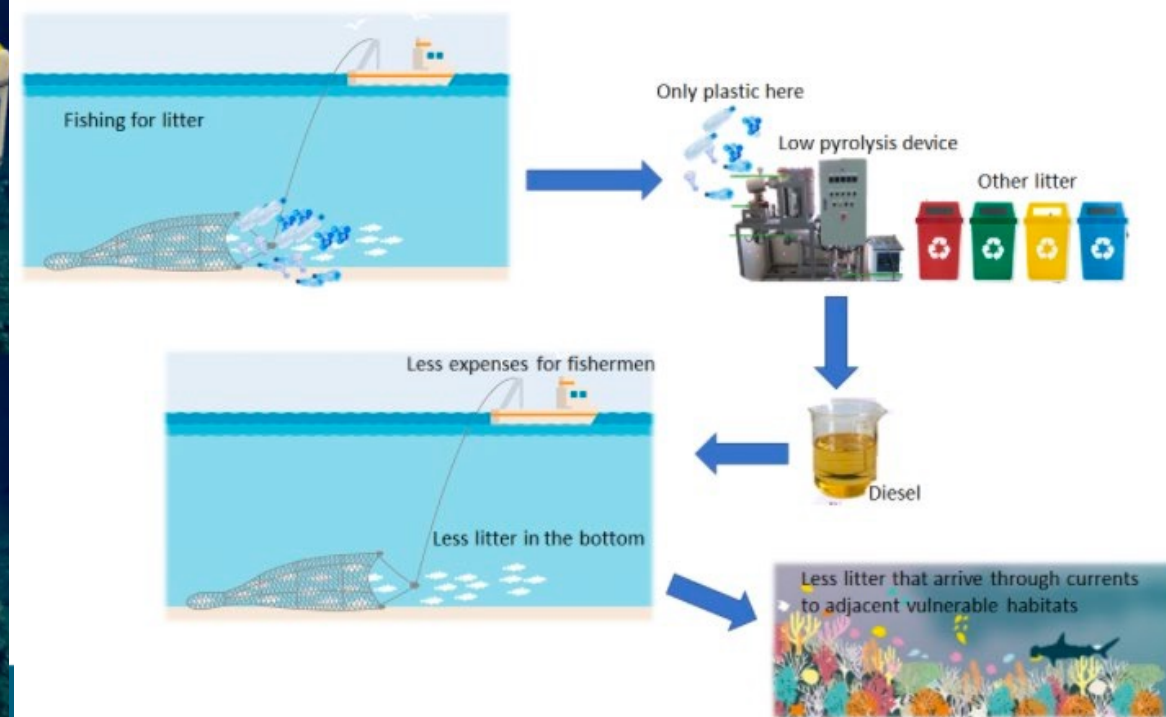 Fishing for litter
Only plastic here
Low pyrolysis device
Other litter
Diesel
Less expenses for fishermen
Less litter in the bottom
Less litter that arrive through currents
to adjacent vulnerable habitats